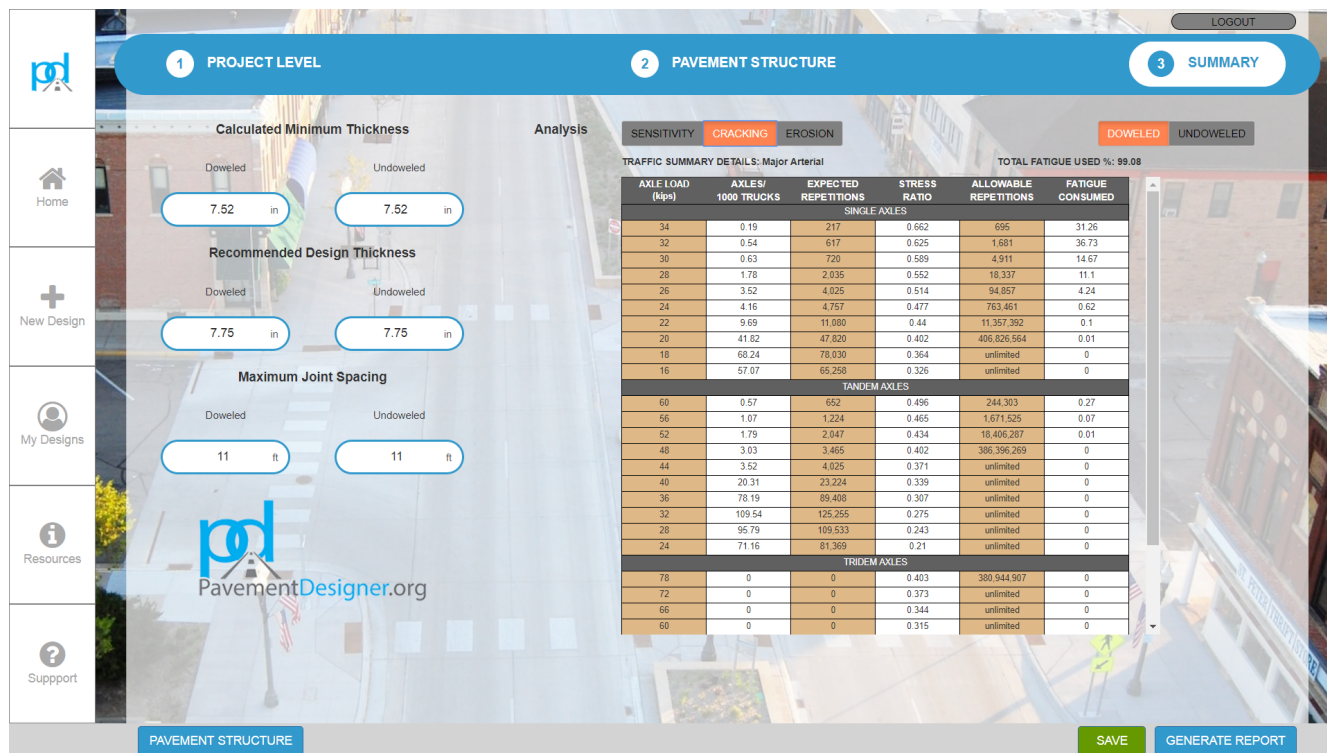 LOGOUT
pd
1 PROJECT LEVEL
2 PAVEMENT STRUCTURE
3 SUMMARY
Home
New Design
My Designs
Resources
Suppport
Calculated Minimum Thickness
Doweled Undoweled
7.52 in 7.52 in
Recommended Design Thickness
Doweled Undoweled
7.75 in 7.75 in
Maximum Joint Spacing
Doweled Undoweled
11 ft 11 ft
pd
PavementDesigner.org
Analysis
SENSITIVITY CRACKING EROSION
DOWELED UNDOWELED
TRAFFIC SUMMARY DETAILS: Major Arterial TOTAL FATIGUE USED %: 99.08
AXLE LOAD AXLES/ EXPECTED STRESS ALLOWABLE FATIGUE
(kips) 1000 TRUCKS REPETITIONS RATIO REPETITIONS CONSUMED
SINGLE AXLES
34 0.19 217 0.662 695 31.26
32 0.54 617 0.625 1,681 36.73
30 0.63 720 0.589 4,911 14.67
28 1.78 2,035 0.552 18,337 11.1
26 3.52 4,025 0.514 94,857 4.24
24 4.16 4,757 0.477 763,461 0.62
22 9.69 11,080 0.44 11,357,392 0.1
20 41.82 47,820 0.402 406,826,564 0.01
18 68.24 78,030 0.364 unlimited 0
16 57.07 65,258 0.326 unlimited 0
TANDEM AXLES
60 0.57 652 0.496 244,303 0.27
56 1.07 1,224 0.465 1,671,525 0.07
52 1.79 2,047 0.434 18,406,287 0.01
48 3.03 3,465 0.402 386,396,269 0
44 3.52 4,025 0.371 unlimited 0
40 20.31 23,224 0.339 unlimited 0
36 78.19 89,408 0.307 unlimited 0
32 109.54 125,255 0.275 unlimited 0
28 95.79 109,533 0.243 unlimited 0
24 71.16 81,369 0.21 unlimited 0
TRIDEM AXLES
78 0 0 0.403 380,944,907 0
72 0 0 0.373 unlimited 0
66 0 0 0.344 unlimited 0
60 0 0 0.315 unlimited 0
ST. PETER THRIFT STORE
PAVEMENT STRUCTURE
SAVE
GENERATE REPORT